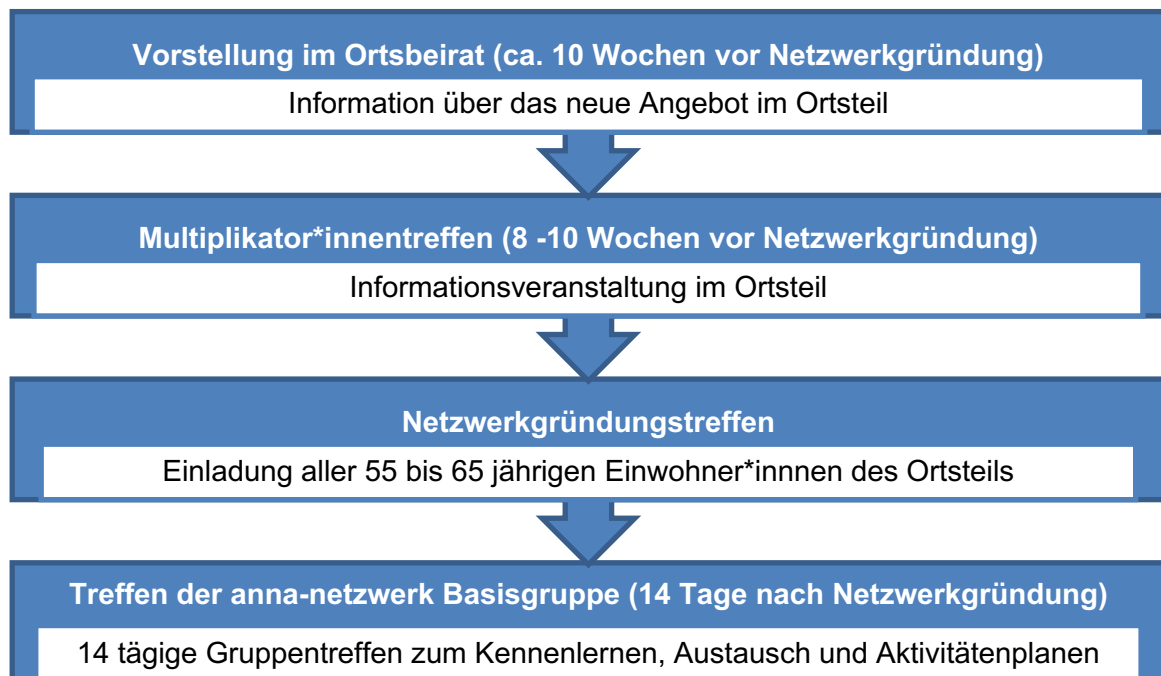 Vorstellung im Ortsbeirat (ca. 10 Wochen vor Netzwerkgründung)
Information über das neue Angebot im Ortsteil
Multiplikator*innentreffen (8 -10 Wochen vor Netzwerkgründung)
Informationsveranstaltung im Ortsteil
Netzwerkgründungstreffen
Einladung aller 55 bis 65 jährigen Einwohner*innnen des Ortsteils
Treffen der anna-netzwerk Basisgruppe (14 Tage nach Netzwerkgründung)
14 tägige Gruppentreffen zum Kennenlernen, Austausch und Aktivitätenplanen